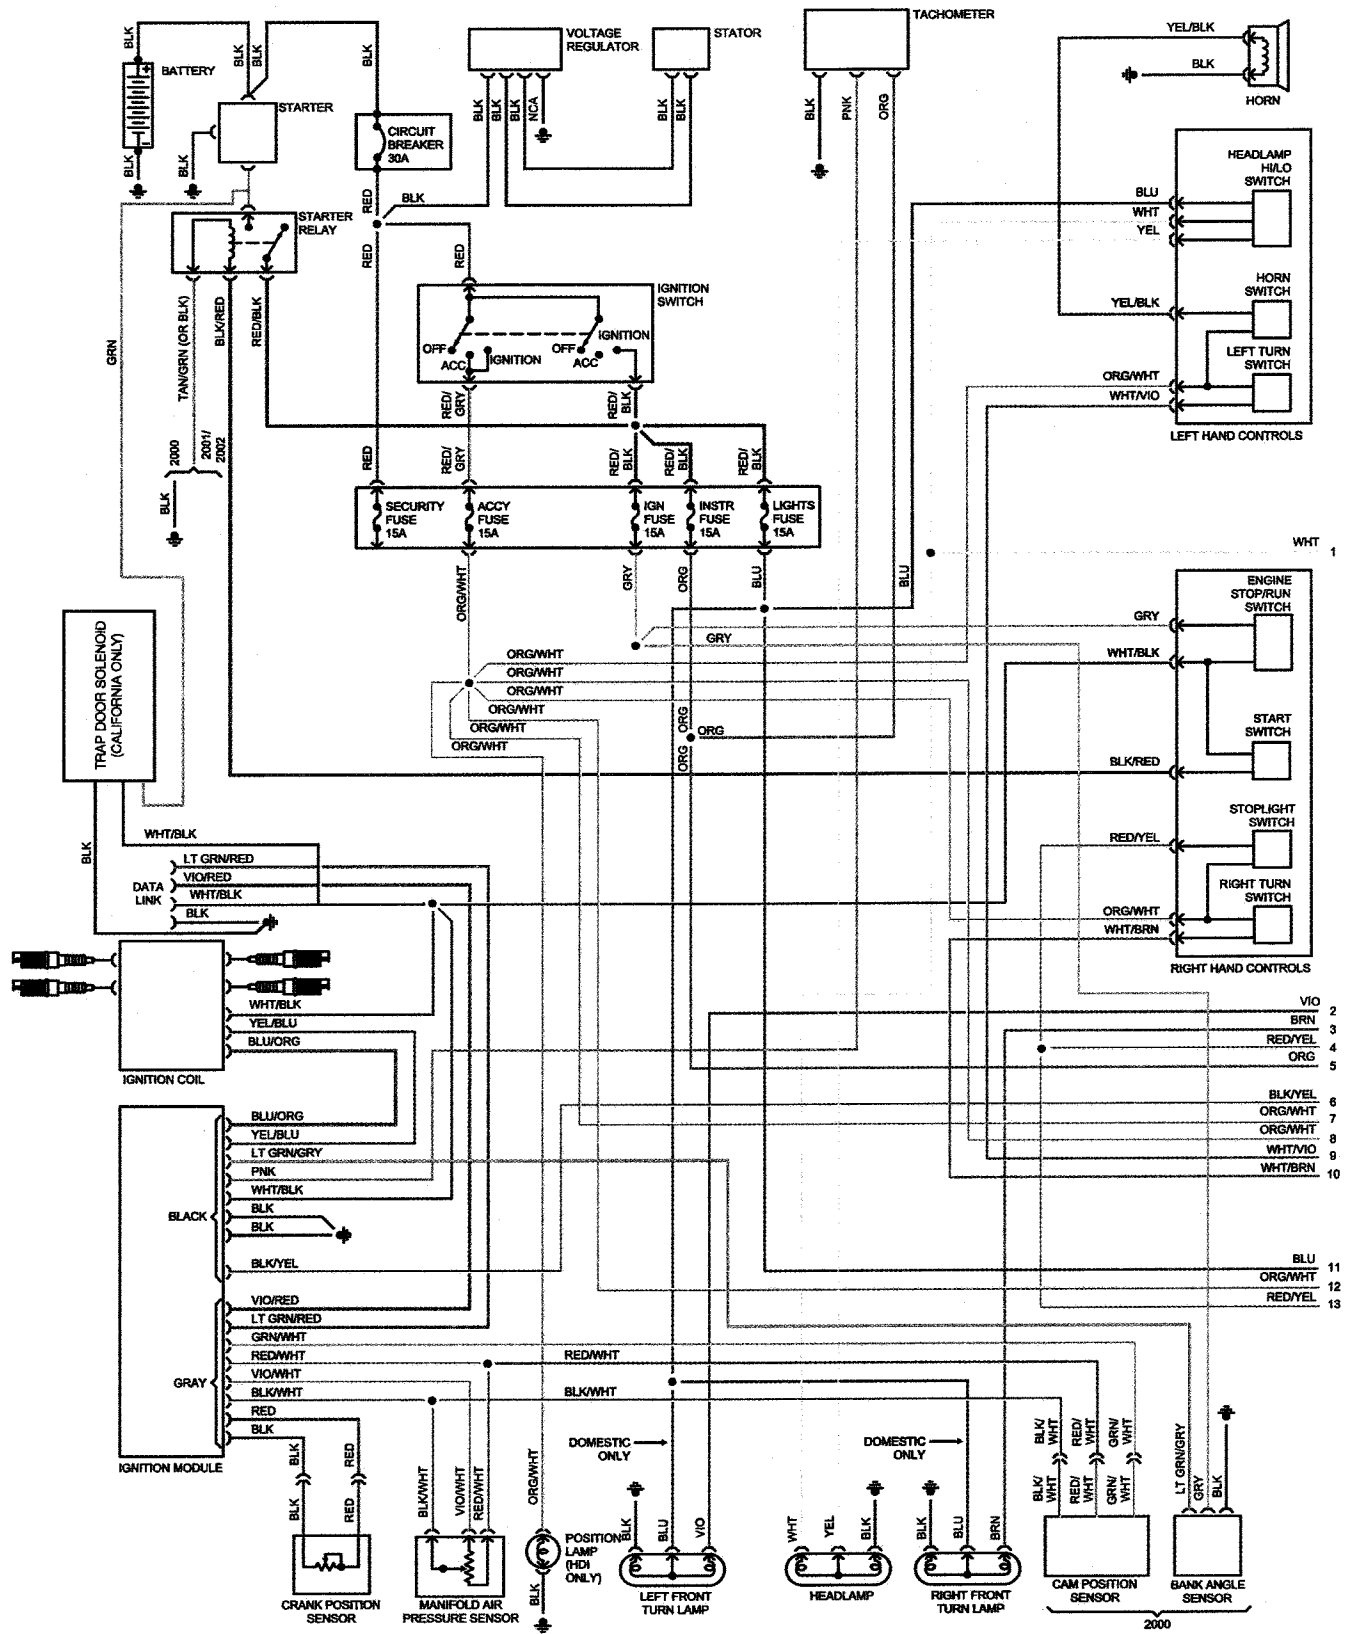 TACHOMETER
YEL/BLK
BLK
HORN
VOLTAGE
REGULATOR
STATOR
BLK
BLK
BLK
BLK
BATTERY
STARTER
CIRCUIT
BREAKER
30A
BLK
BLK
BLK
NCA
BLK
BLK
BLK
PNK
ORG
BLK
BLK
RED
BLK
STARTER
RELAY
RED
RED
HEADLAMP
HI/LO
SWITCH
BLU
WHT
YEL
HORN
SWITCH
YEL/BLK
LEFT TURN
SWITCH
ORG/WHT
WHT/VIO
LEFT HAND CONTROLS
IGNITION
SWITCH
OFF
ACC
IGNITION
OFF
ACC
IGNITION
GRN
TAN/GRN (OR BLK)
BLK/RED
RED/BLK
RED/
GRY
RED/
BLK
2000
2001/
2002
BLK
RED
RED/
GRY
RED/
BLK
RED/
BLK
RED/
BLK
SECURITY
FUSE
15A
ACCY
FUSE
15A
IGN
FUSE
15A
INSTR
FUSE
15A
LIGHTS
FUSE
15A
ORG/WHT
GRY
ORG
BLU
BLU
WHT 1
ENGINE
STOP/RUN
SWITCH
GRY
GRY
WHT/BLK
START
SWITCH
BLK/RED
STOPLIGHT
SWITCH
RED/YEL
RIGHT TURN
SWITCH
ORG/WHT
WHT/BRN
RIGHT HAND CONTROLS
TRAP DOOR SOLENOID
(CALIFORNIA ONLY)
ORG/WHT
ORG/WHT
ORG/WHT
ORG/WHT
ORG/WHT
ORG/WHT
ORG
ORG
ORG
WHT/BLK
BLK
LT GRN/RED
VIO/RED
DATA
LINK
WHT/BLK
BLK
WHT/BLK
YEL/BLU
BLU/ORG
IGNITION COIL
VIO 2
BRN 3
RED/YEL 4
ORG 5
BLK/YEL 6
ORG/WHT 7
ORG/WHT 8
WHT/VIO 9
WHT/BRN 10
BLU 11
ORG/WHT 12
RED/YEL 13
BLU/ORG
YEL/BLU
LT GRN/GRY
PNK
WHT/BLK
BLACK
BLK
BLK
BLK/YEL
VIO/RED
LT GRN/RED
GRN/WHT
RED/WHT
RED/WHT
VIO/WHT
GRAY
BLK/WHT
BLK/WHT
RED
BLK
IGNITION MODULE
BLK
RED
BLK
RED
CRANK POSITION
SENSOR
BLK/WHT
VIO/WHT
RED/WHT
MANIFOLD AIR
PRESSURE SENSOR
ORG/WHT
POSITION
LAMP
(HDI
ONLY)
BLK
DOMESTIC
ONLY
BLK
BLU
VIO
LEFT FRONT
TURN LAMP
WHT
YEL
BLK
HEADLAMP
DOMESTIC
ONLY
BLK
BLU
BRN
RIGHT FRONT
TURN LAMP
BLK/
WHT
RED/
WHT
GRN/
WHT
BLK/
WHT
RED/
WHT
GRN/
WHT
CAM POSITION
SENSOR
LT GRN/GRY
GRY
BLK
BANK ANGLE
SENSOR
2000